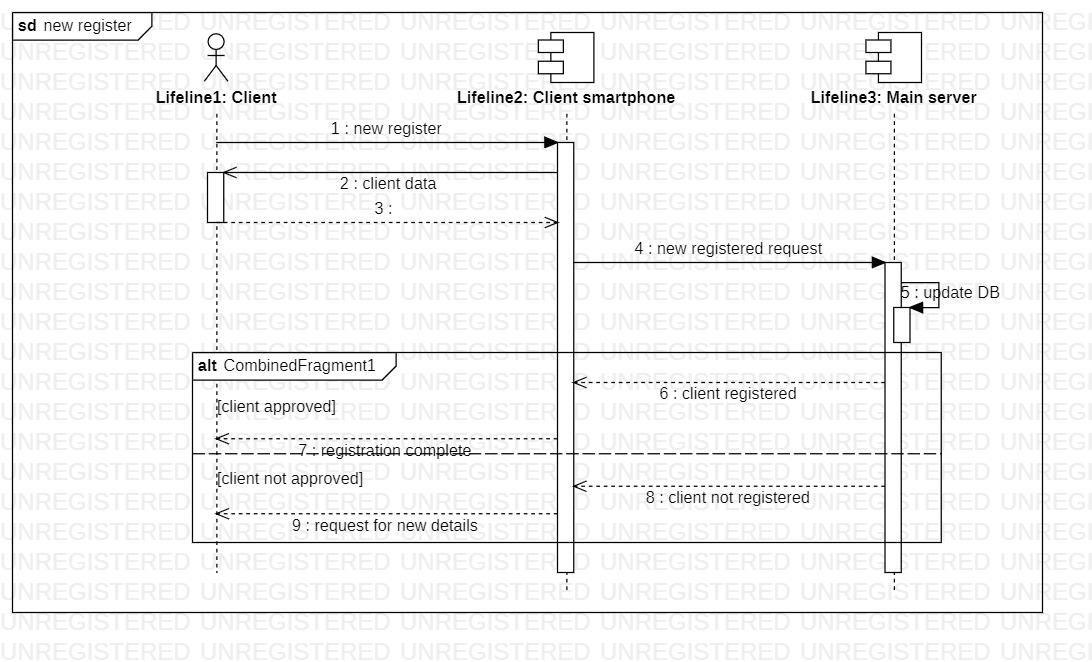 sd new register
Lifeline1: Client
Lifeline2: Client smartphone
Lifeline3: Main server
1 : new register
2 : client data
3 :
4 : new registered request
5 : update DB
alt CombinedFragment1
6 : client registered
[client approved]
7 : registration complete
[client not approved]
8 : client not registered
9 : request for new details
UNREGISTERED